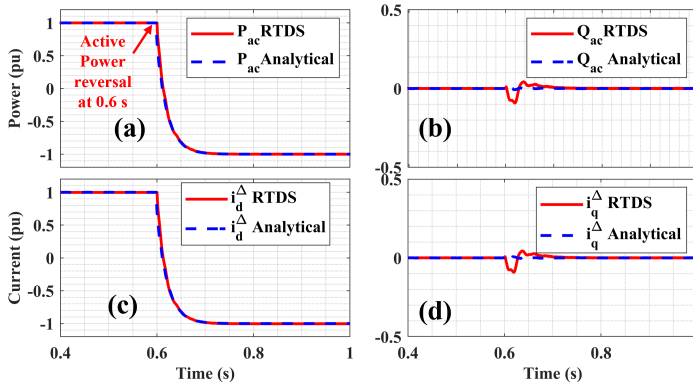 1
0.5
0
-0.5
-1
Power (pu)
Active
Power
reversal
at 0.6 s
(a)
P_ac RTDS
P_ac Analytical
0.5
0
-0.5
(b)
Q_ac RTDS
Q_ac Analytical
1
0.5
0
-0.5
-1
Current (pu)
(c)
i_d^Δ RTDS
i_d^Δ Analytical
0.4 0.6 0.8 1
Time (s)
0.5
0
-0.5
(d)
i_q^Δ RTDS
i_q^Δ Analytical
0.4 0.6 0.8
Time (s)